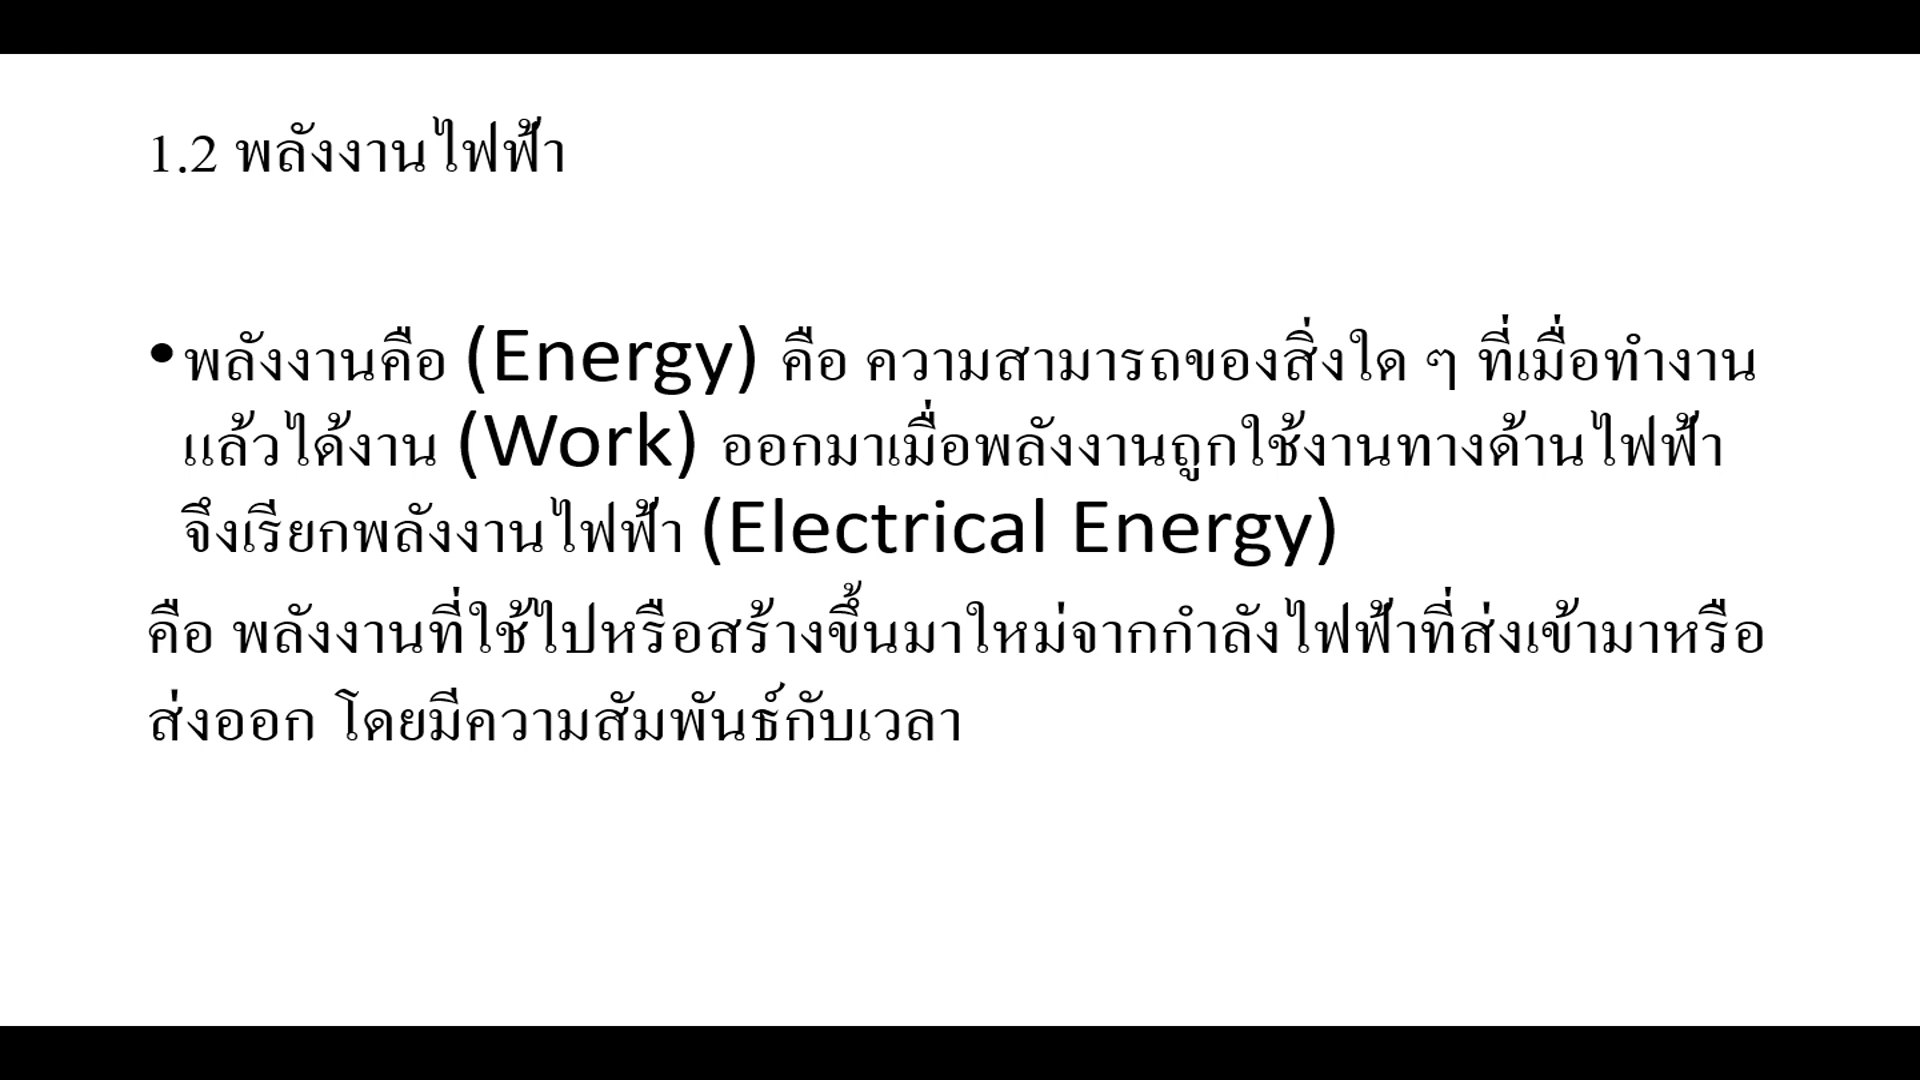 1.2 พลังงานไฟฟ้า
•พลังงานคือ (Energy) คือ ความสามารถของสิ่งใด ๆ ที่เมื่อทำงาน
แล้วได้งาน (Work) ออกมาเมื่อพลังงานถูกใช้งานทางด้านไฟฟ้า
จึงเรียกพลังงานไฟฟ้า (Electrical Energy)
คือ พลังงานที่ใช้ไปหรือสร้างขึ้นมาใหม่จากกำลังไฟฟ้าที่ส่งเข้ามาหรือ
ส่งออก โดยมีความสัมพันธ์กับเวลา